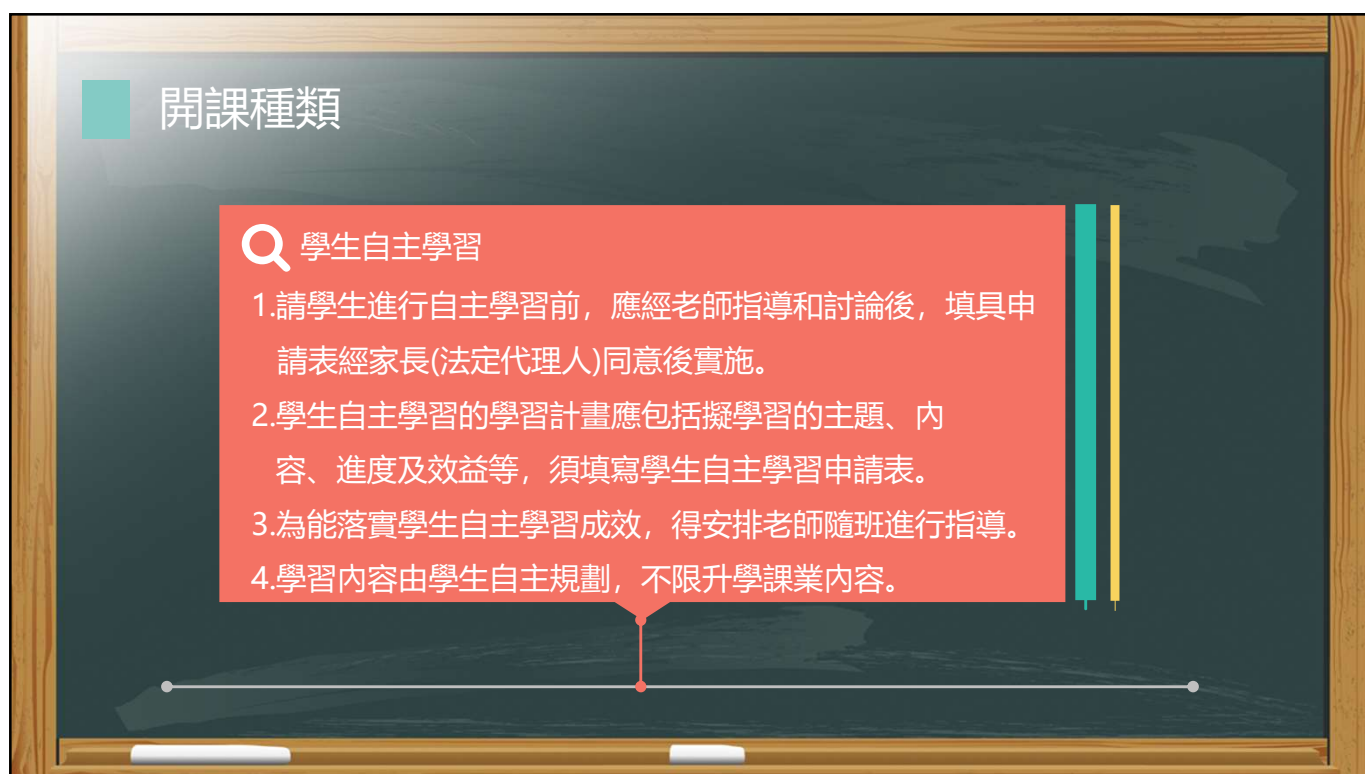 開課種類
學生自主學習
1.請學生進行自主學習前，應經老師指導和討論後，填具申
請表經家長(法定代理人)同意後實施。
2.學生自主學習的學習計畫應包括擬學習的主題、內
容、進度及效益等，須填寫學生自主學習申請表。
3.為能落實學生自主學習成效，得安排老師隨班進行指導。
4.學習內容由學生自主規劃，不限升學課業內容。